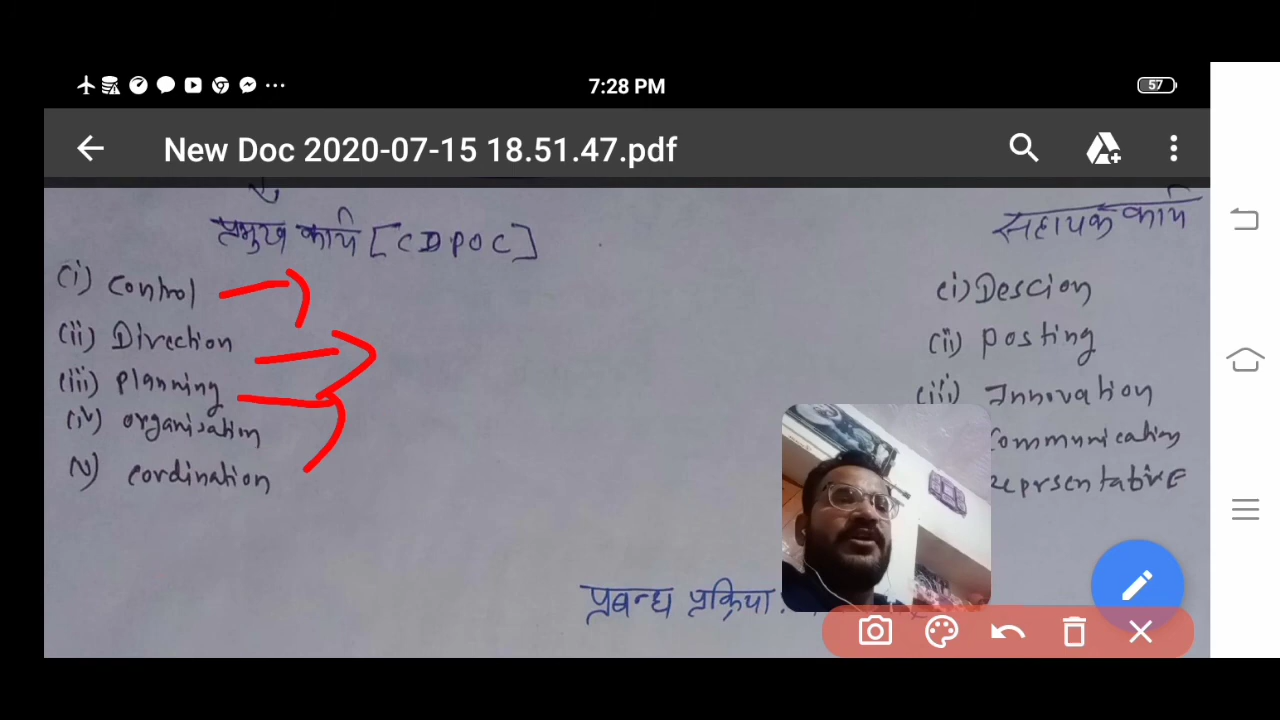 7:28 PM
57
New Doc 2020-07-15 18.51.47.pdf
प्रमुख कार्य [CDPOC]
(i) Control
(ii) Direction
(iii) Planning
(iv) organisation
(v) cordination
सहायक कार्य
(i) Descion
(ii) posting
(iii) Innovation
Communication
reprsentative
प्रबन्ध प्रक्रिया